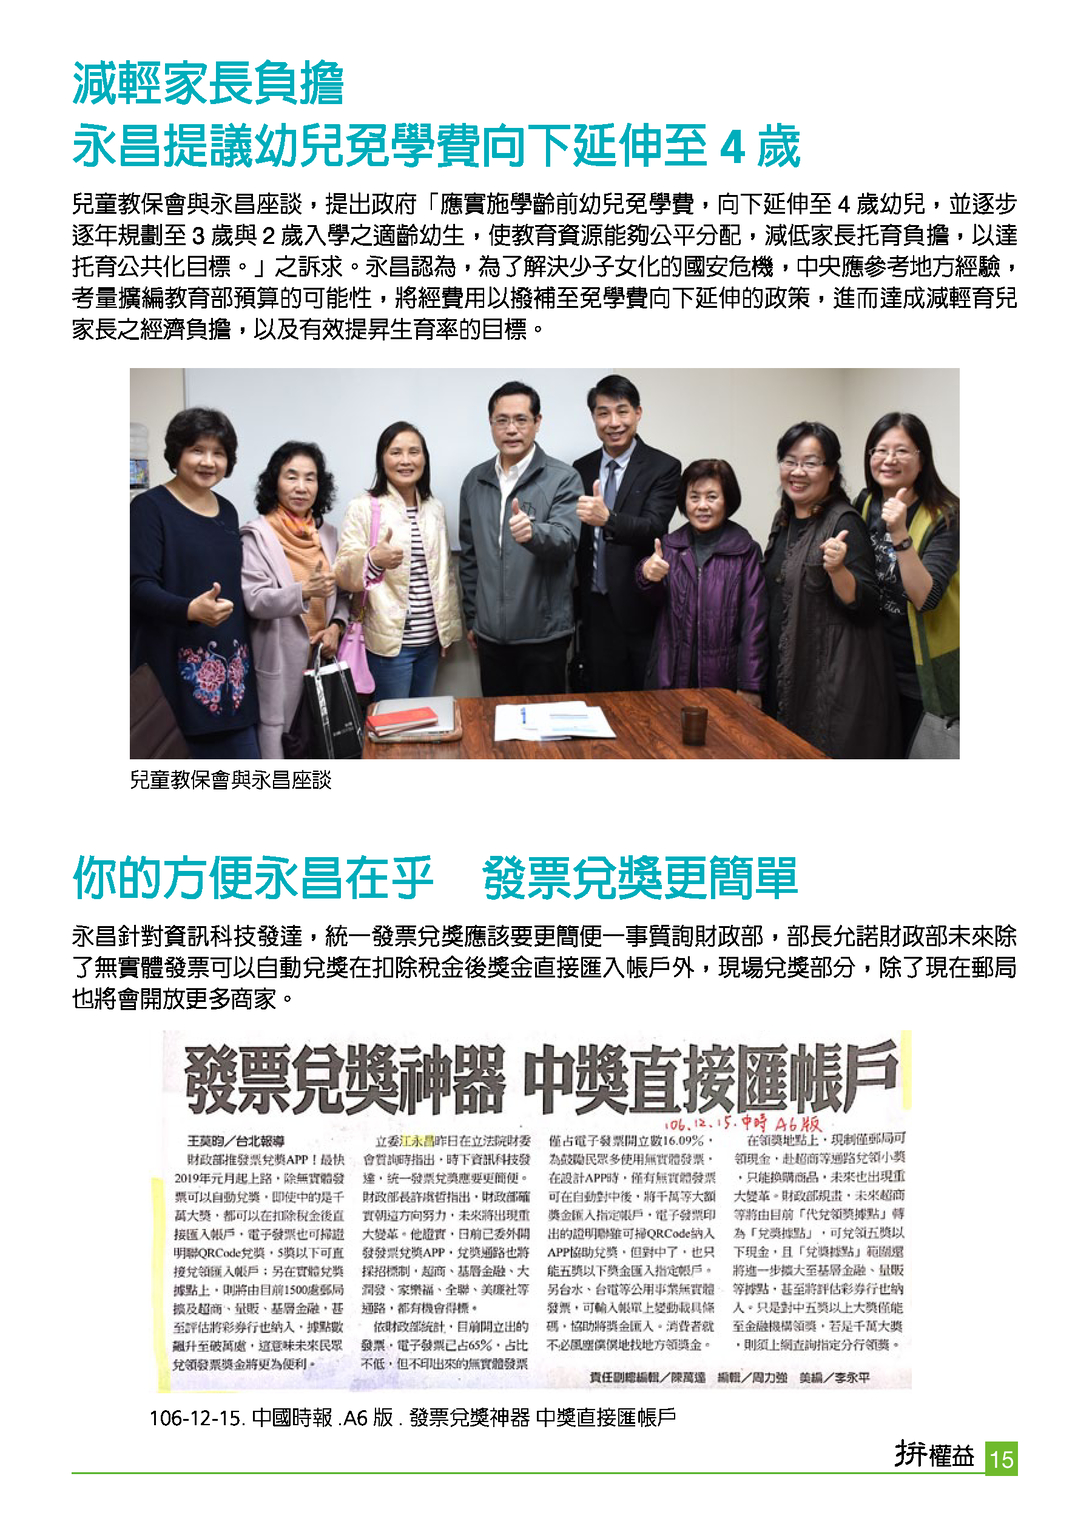 減輕家長負擔
永昌提議幼兒免學費向下延伸至 4 歲
兒童教保會與永昌座談，提出政府「應實施學齡前幼兒免學費，向下延伸至 4 歲幼兒，並逐步
逐年規劃至 3 歲與 2 歲入學之適齡幼生，使教育資源能夠公平分配，減低家長托育負擔，以達
托育公共化目標。」之訴求。永昌認為，為了解決少子女化的國安危機，中央應參考地方經驗，
考量擴編教育部預算的可能性，將經費用以撥補至免學費向下延伸的政策，進而達成減輕育兒
家長之經濟負擔，以及有效提昇生育率的目標。
兒童教保會與永昌座談
你的方便永昌在乎　發票兌獎更簡單
永昌針對資訊科技發達，統一發票兌獎應該要更簡便一事質詢財政部，部長允諾財政部未來除
了無實體發票可以自動兌獎在扣除稅金後獎金直接匯入帳戶外，現場兌獎部分，除了現在郵局
也將會開放更多商家。
發票兌獎神器 中獎直接匯帳戶
106.12.15.中時 A6版
王莫昀／台北報導
財政部推發票兌獎APP！最快
2019年元月起上路，除無實體發
票可以自動兌獎，即使中的是千
萬大獎，都可以在扣除稅金後直
接匯入帳戶，電子發票也可掃證
明聯QRCode兌獎，5獎以下可直
接兌領匯入帳戶；另在實體兌獎
據點上，則將由目前1500處郵局
擴及超商、量販、基層金融，甚
至評估將彩券行也納入，據點數
飆升至破萬處，這意味未來民眾
兌領發票獎金將更為便利。
立委江永昌昨日在立法院財委
會質詢時指出，時下資訊科技發
達，統一發票兌獎應要更簡便。
財政部長許虞哲指出，財政部確
實朝這方向努力，未來將出現重
大變革。他證實，日前已委外開
發發票兌獎APP，兌獎通路也將
採招標制，超商、基層金融、大
潤發、家樂福、全聯、美廉社等
通路，都有機會得標。
依財政部統計，目前開立出的
發票，電子發票已占65%，占比
不低，但不印出來的無實體發票
僅占電子發票開立數16.09%，
為鼓勵民眾多使用無實體發票，
在設計APP時，僅有無實體發票
可在自動對中後，將千萬等大額
獎金匯入指定帳戶，電子發票印
出的證明聯雖可掃QRCode納入
APP協助兌獎，但對中了，也只
能五獎以下獎金匯入指定帳戶。
另台水、台電等公用事業無實體
發票，可輸入帳單上變動載具條
碼，協助將獎金匯入。消費者就
不必風塵僕僕地找地方領獎金。
在領獎地點上，現制僅郵局可
領現金，赴超商等通路兌領小獎
，只能換購商品，未來也出現重
大變革。財政部規畫，未來超商
等將由目前「代兌領獎據點」轉
為「兌獎據點」，可兌領五獎以
下現金，且「兌獎據點」範圍還
將進一步擴大至基層金融、量販
等據點，甚至將評估彩券行也納
人。只是對中五獎以上大獎僅能
至金融機構領獎，若是千萬大獎
，則須上網查詢指定分行領獎。
責任副總編輯／陳萬達　編輯／周力強　美編／李永平
106-12-15. 中國時報 .A6 版 . 發票兌獎神器 中獎直接匯帳戶
拚權益 15